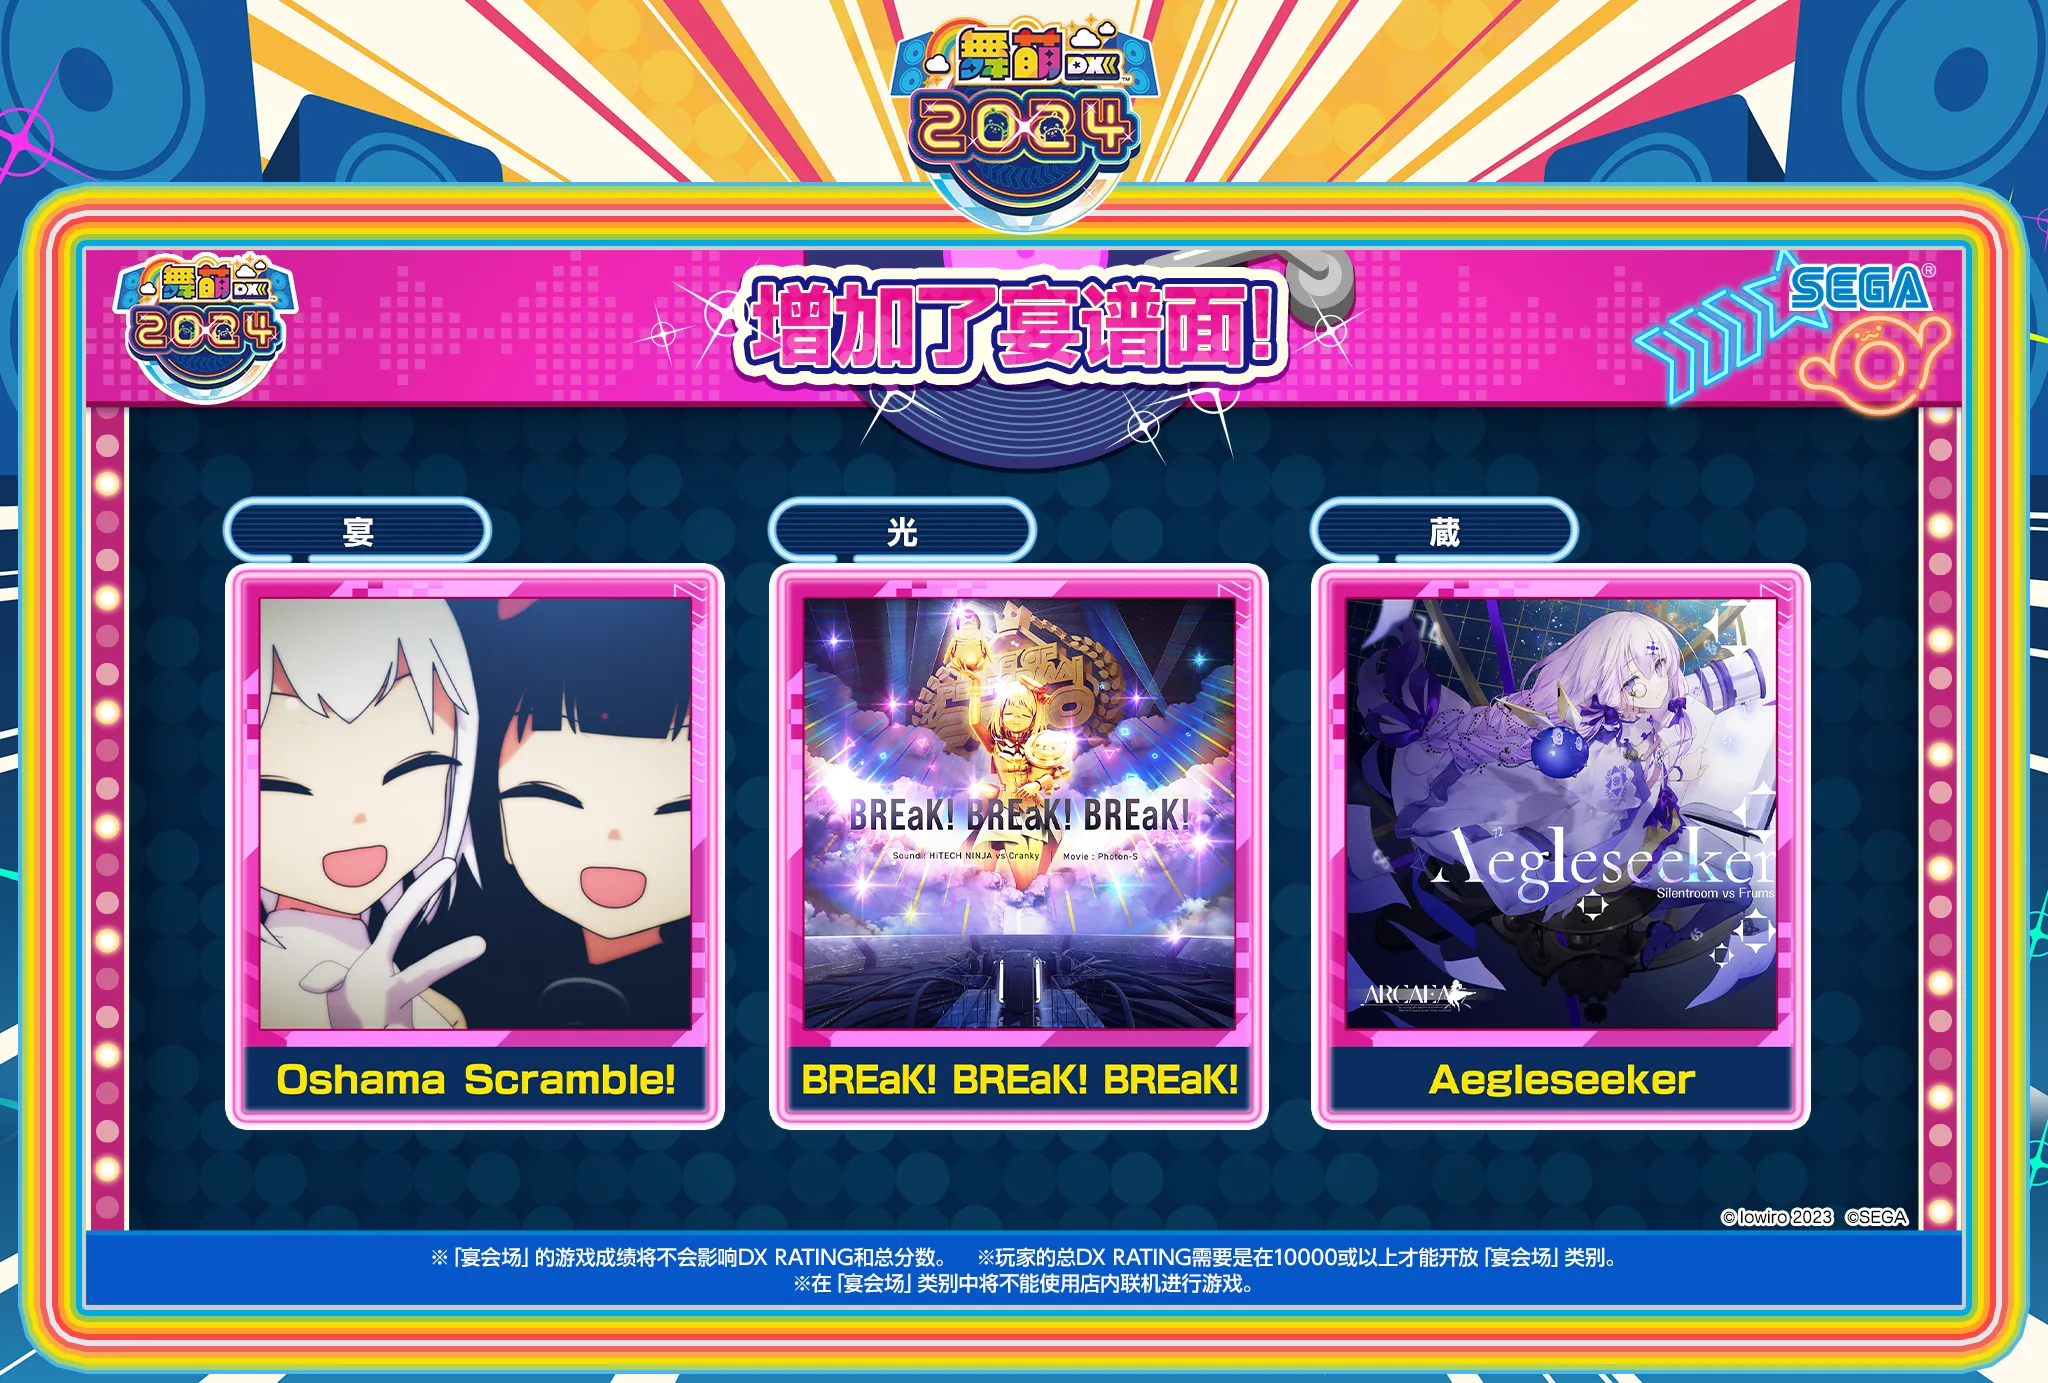 舞萌DX
2024
舞萌DX
2024
增加了宴谱面!
SEGA®
宴
光
蔵
BREaK! BREaK! BREaK!
Sound : HiTECH NINJA vs Cranky | Movie : Photon-S
Aegleseeker
Silentroom vs Frums
ARCAEA
Oshama Scramble!
BREaK! BREaK! BREaK!
Aegleseeker
©lowiro 2023 ©SEGA
※「宴会场」的游戏成绩将不会影响DX RATING和总分数。 ※玩家的总DX RATING需要是在10000或以上才能开放「宴会场」类别。
※在「宴会场」类别中将不能使用店内联机进行游戏。